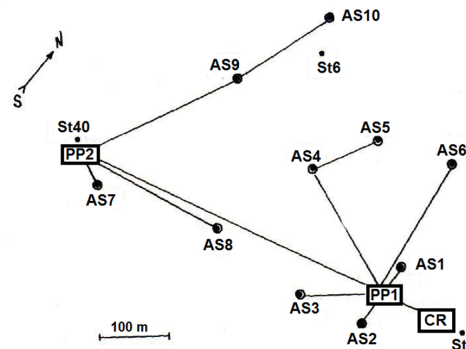 AS10
N
AS9
St6
S
St40
PP2
AS5
AS4
AS6
AS7
AS8
AS1
AS3
PP1
CR
AS2
St
100 m